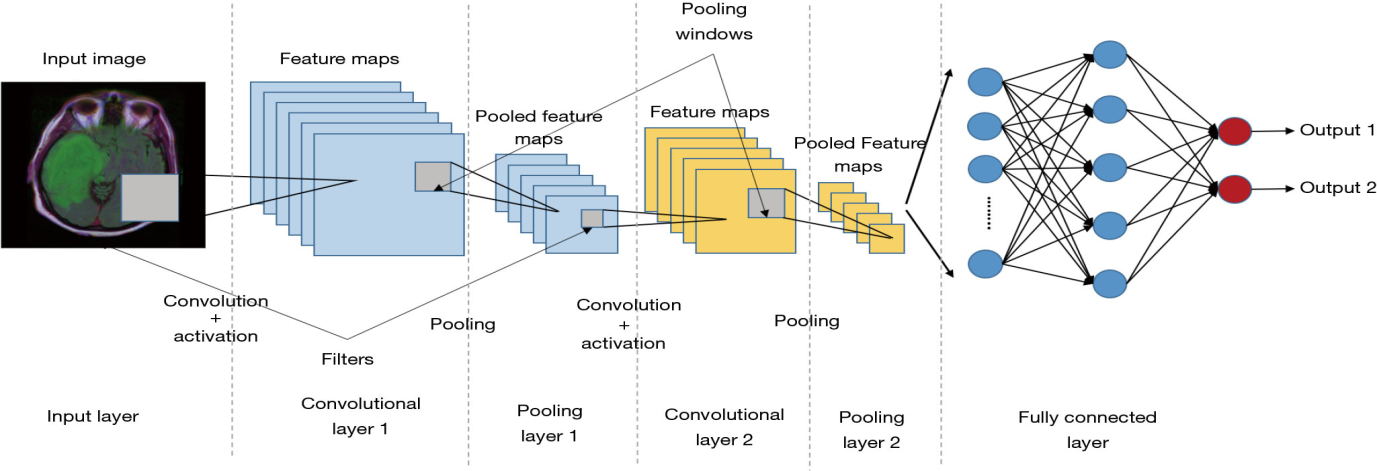 Input image
Feature maps
Pooled feature
maps
Pooling
windows
Feature maps
Pooled Feature
maps
Output 1
Output 2
Convolution
+
activation
Filters
Pooling
Convolution
+
activation
Pooling
Input layer
Convolutional
layer 1
Pooling
layer 1
Convolutional
layer 2
Pooling
layer 2
Fully connected
layer